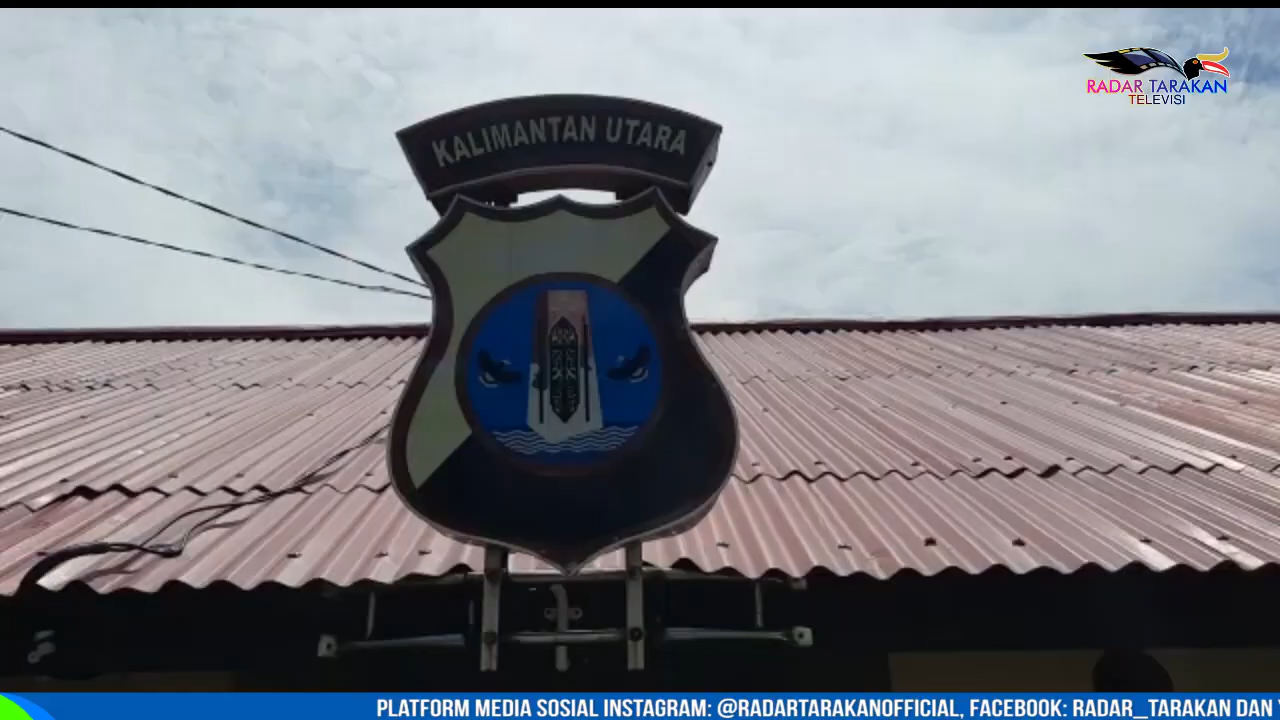 RADAR TARAKAN
TELEVISI
KALIMANTAN UTARA
PLATFORM MEDIA SOSIAL INSTAGRAM: @RADARTARAKANOFFICIAL, FACEBOOK: RADAR_TARAKAN DAN